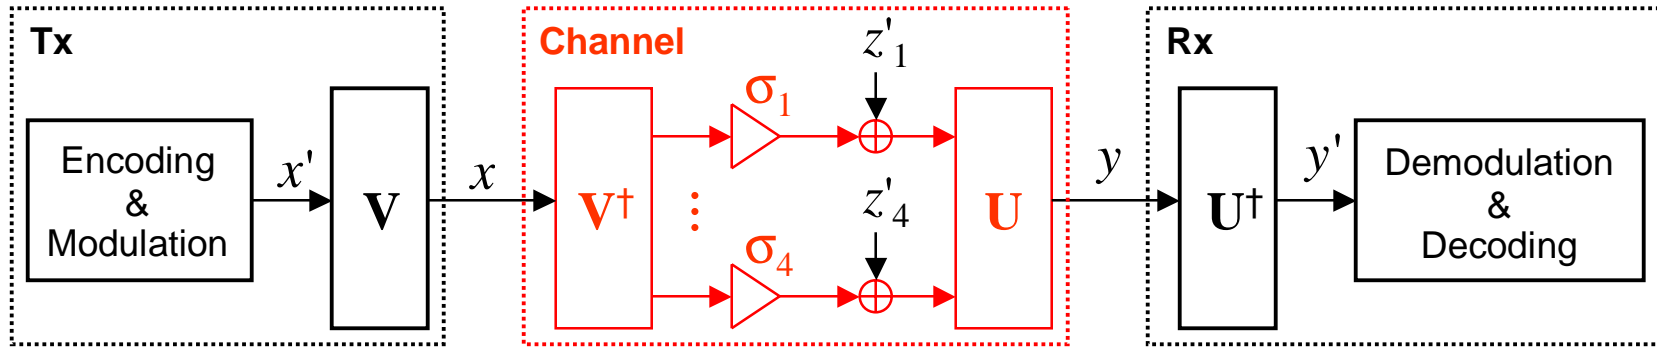 Tx
Encoding
&
Modulation
x'
V
x
Channel
V†
σ1
⋮
σ4
z'1
z'4
U
y
Rx
U†
y'
Demodulation
&
Decoding